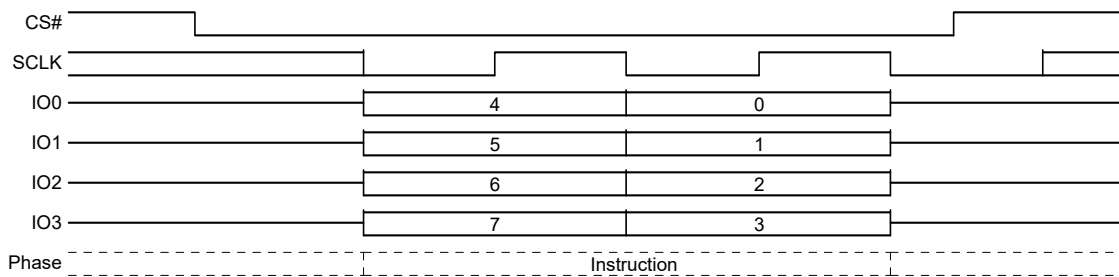 CS#
SCLK
IO0 4 0
IO1 5 1
IO2 6 2
IO3 7 3
Phase Instruction